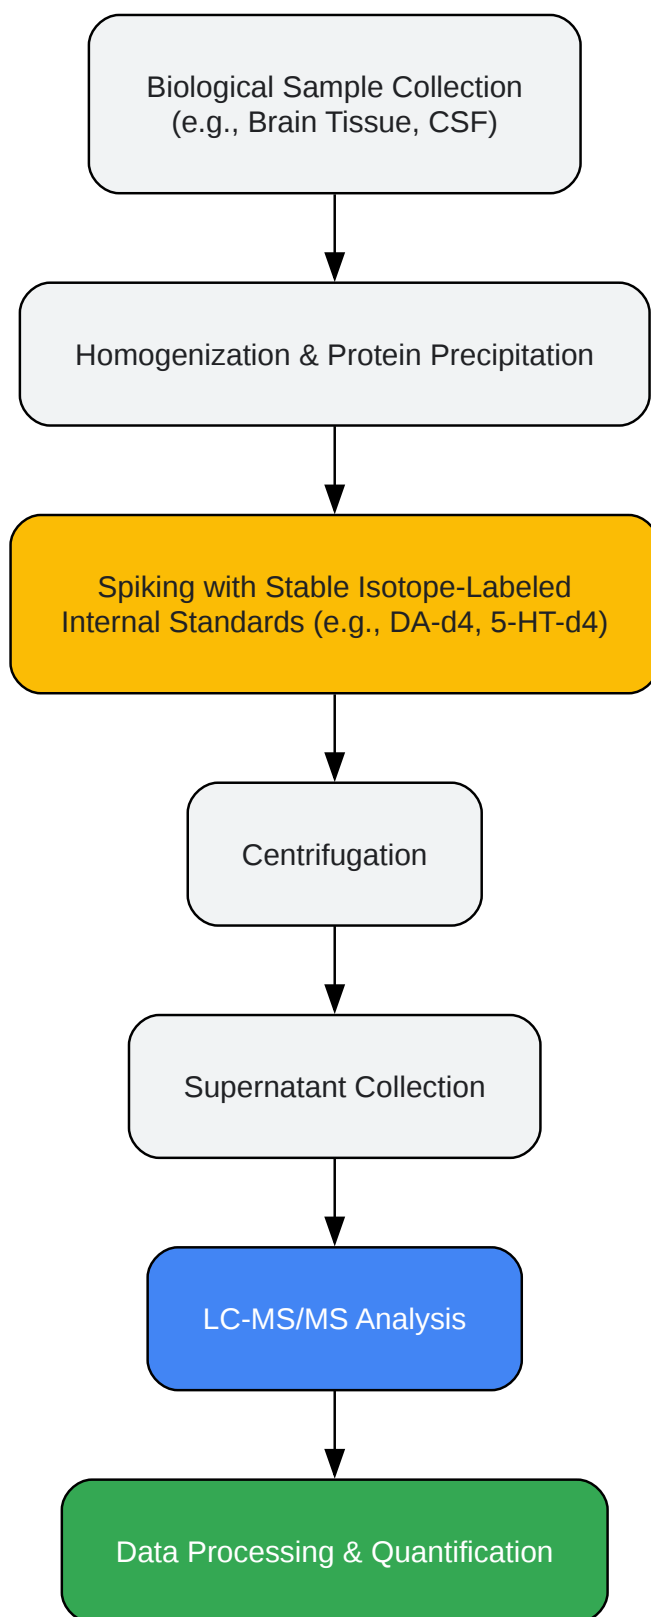 Biological Sample Collection
(e.g., Brain Tissue, CSF)
Homogenization & Protein Precipitation
Spiking with Stable Isotope-Labeled
Internal Standards (e.g., DA-d4, 5-HT-d4)
Centrifugation
Supernatant Collection
LC-MS/MS Analysis
Data Processing & Quantification